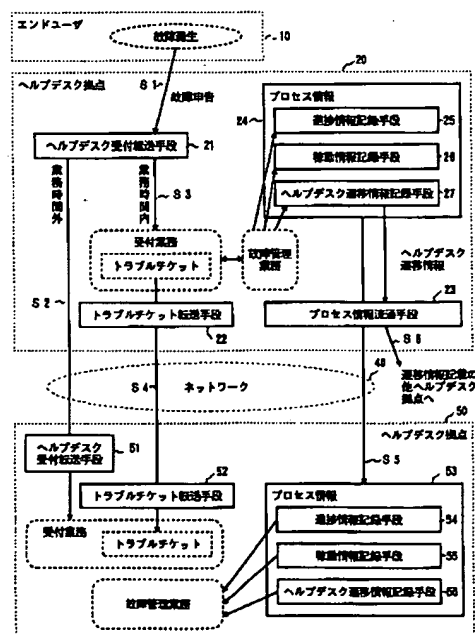 エンドユーザ
故障発生
10
S1
故障申告
20
ヘルプデスク拠点
ヘルプデスク受付転送手段
21
業務時間外
業務時間内
S3
24
プロセス情報
進捗情報記録手段
25
稼動情報記録手段
26
ヘルプデスク遷移情報記録手段
27
受付業務
トラブルチケット
故障管理
業務
ヘルプデスク
遷移情報
S2
トラブルチケット転送手段
22
プロセス情報流通手段
23
S6
遷移情報記載の
他ヘルプデスク
拠点へ
ネットワーク
S4
40
50
ヘルプデスク拠点
ヘルプデスク
受付転送手段
51
S5
トラブルチケット転送手段
52
53
プロセス情報
進捗情報記録手段
54
稼動情報記録手段
55
ヘルプデスク遷移情報記録手段
56
受付業務
トラブルチケット
故障管理業務